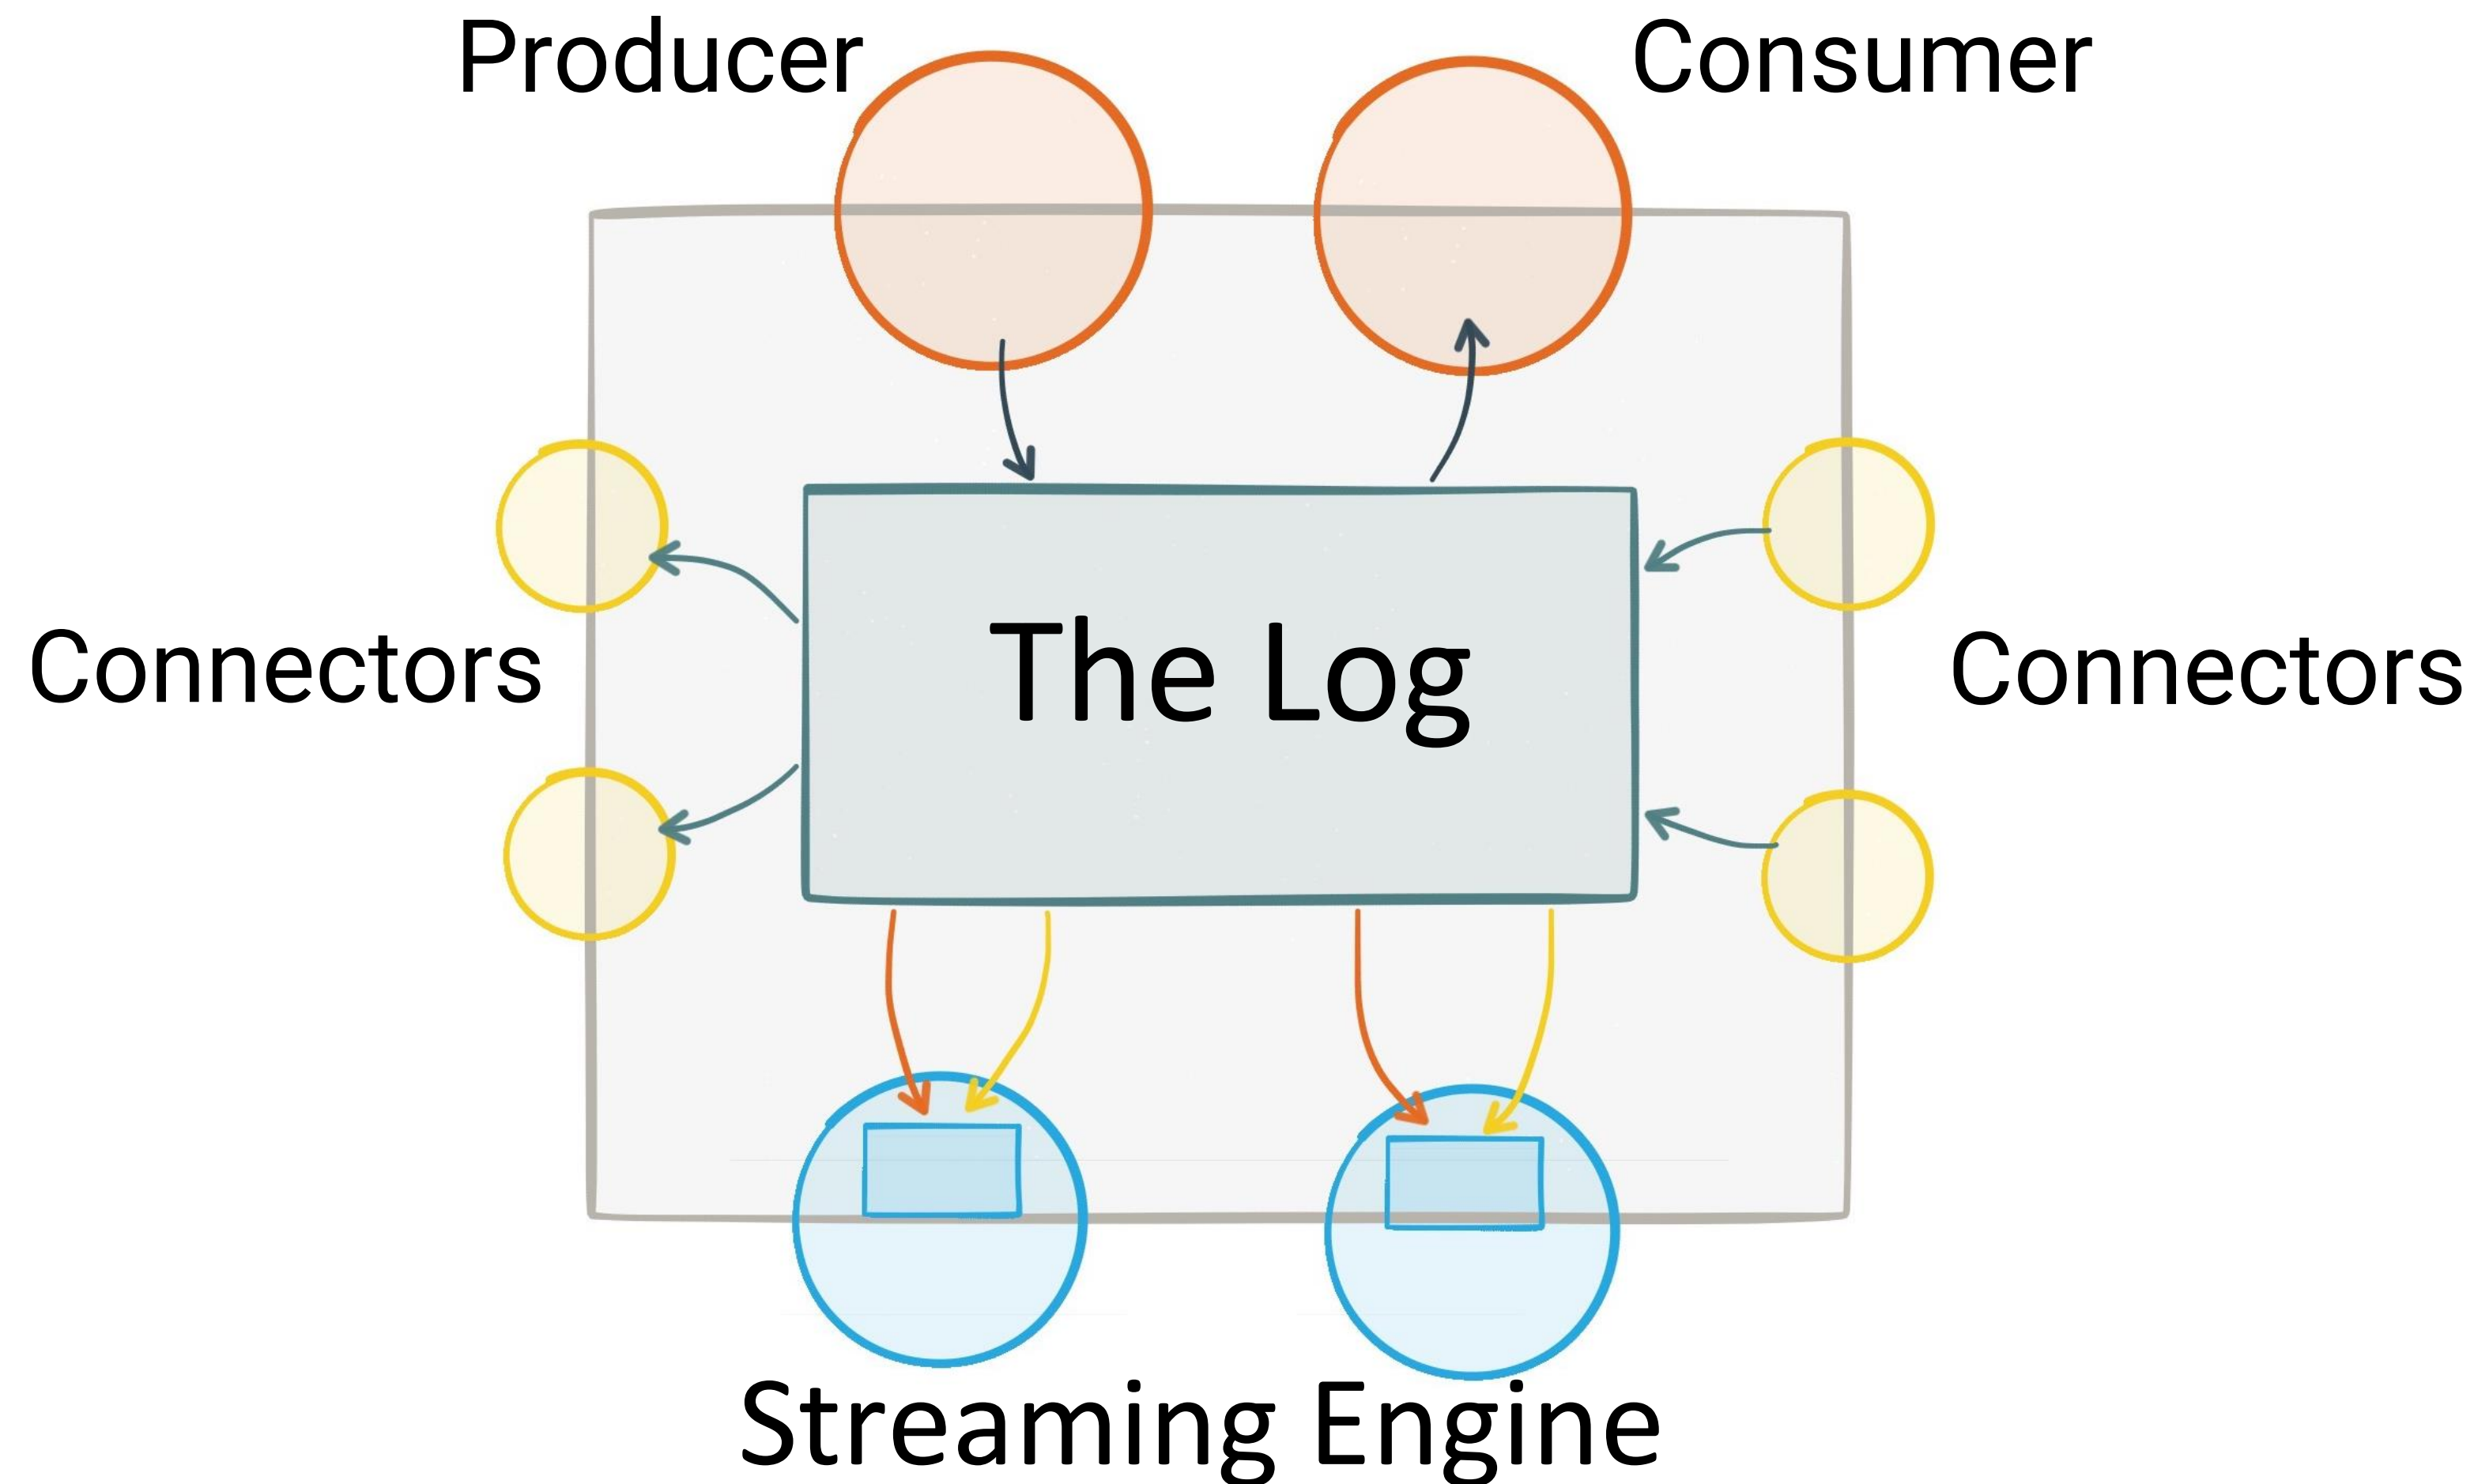 Producer
Consumer
The Log
Connectors
Connectors
Streaming Engine